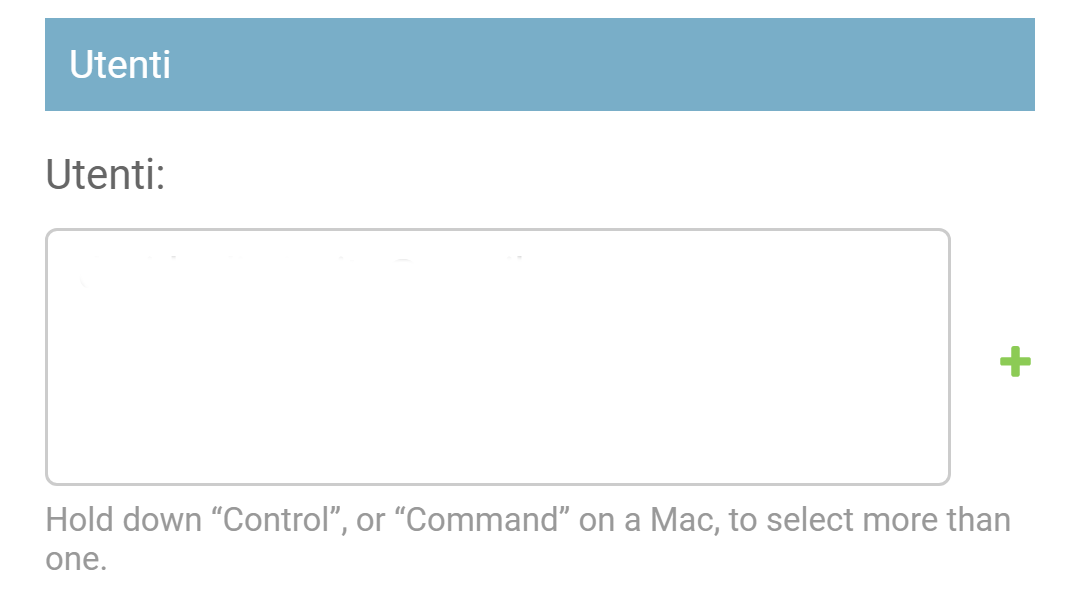 Utenti
Utenti:
Hold down “Control”, or “Command” on a Mac, to select more than
one.